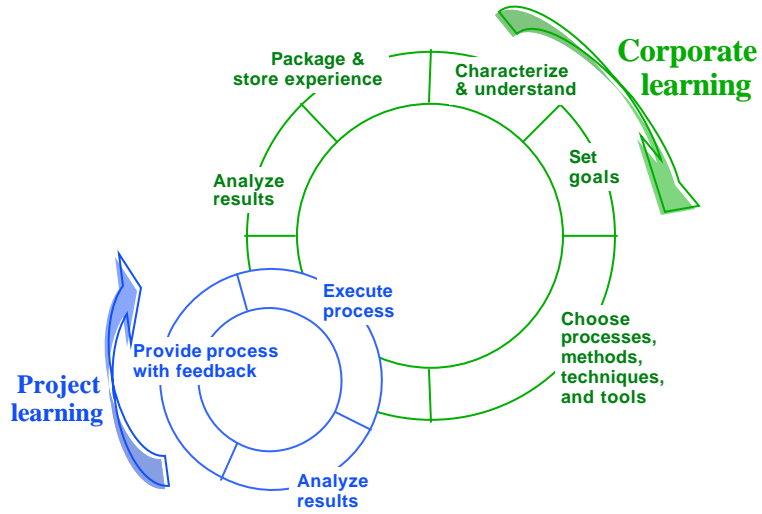 Package &
store experience
Characterize
& understand
Corporate
learning
Set
goals
Analyze
results
Execute
process
Choose
processes,
methods,
techniques,
and tools
Provide process
with feedback
Project
learning
Analyze
results